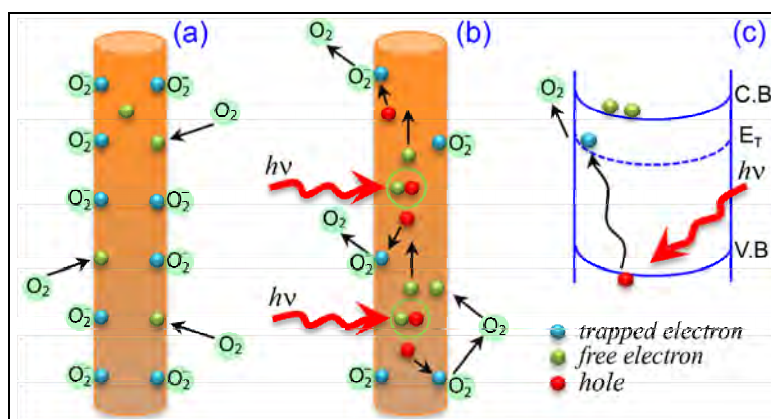 (a)
O₂⁻ O₂⁻
O₂
O₂⁻
O₂⁻ O₂⁻
O₂⁻
O₂
O₂⁻
O₂
O₂⁻ O₂⁻
(b)
O₂
O₂⁻
O₂⁻
hν
O₂
O₂⁻
hν
O₂
O₂⁻ O₂⁻
(c)
C.B
O₂
E_T
hν
V.B
trapped electron
free electron
hole